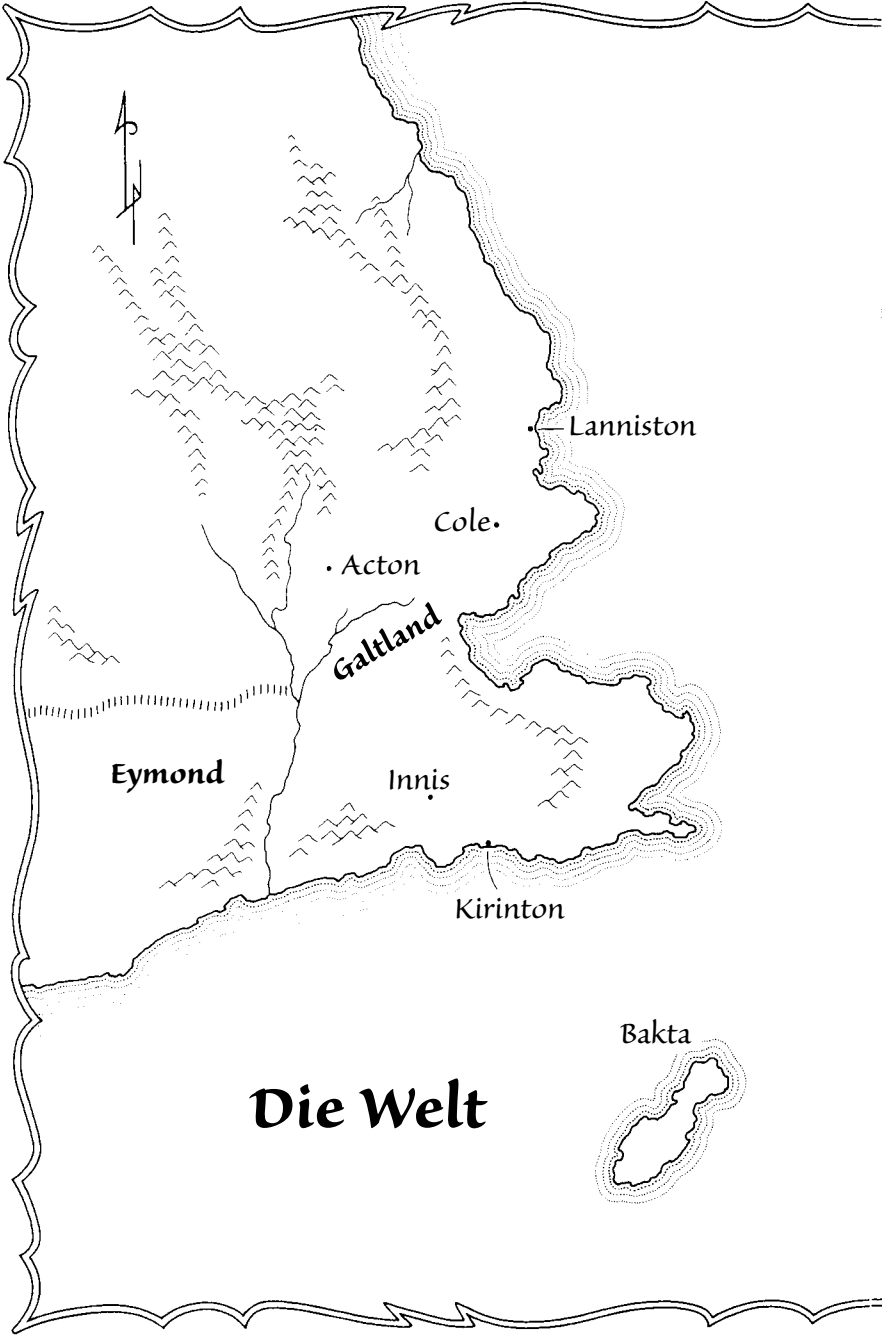 Lanniston
Cole
Acton
Galtland
Eymond
Innis
Kirinton
Bakta
Die Welt